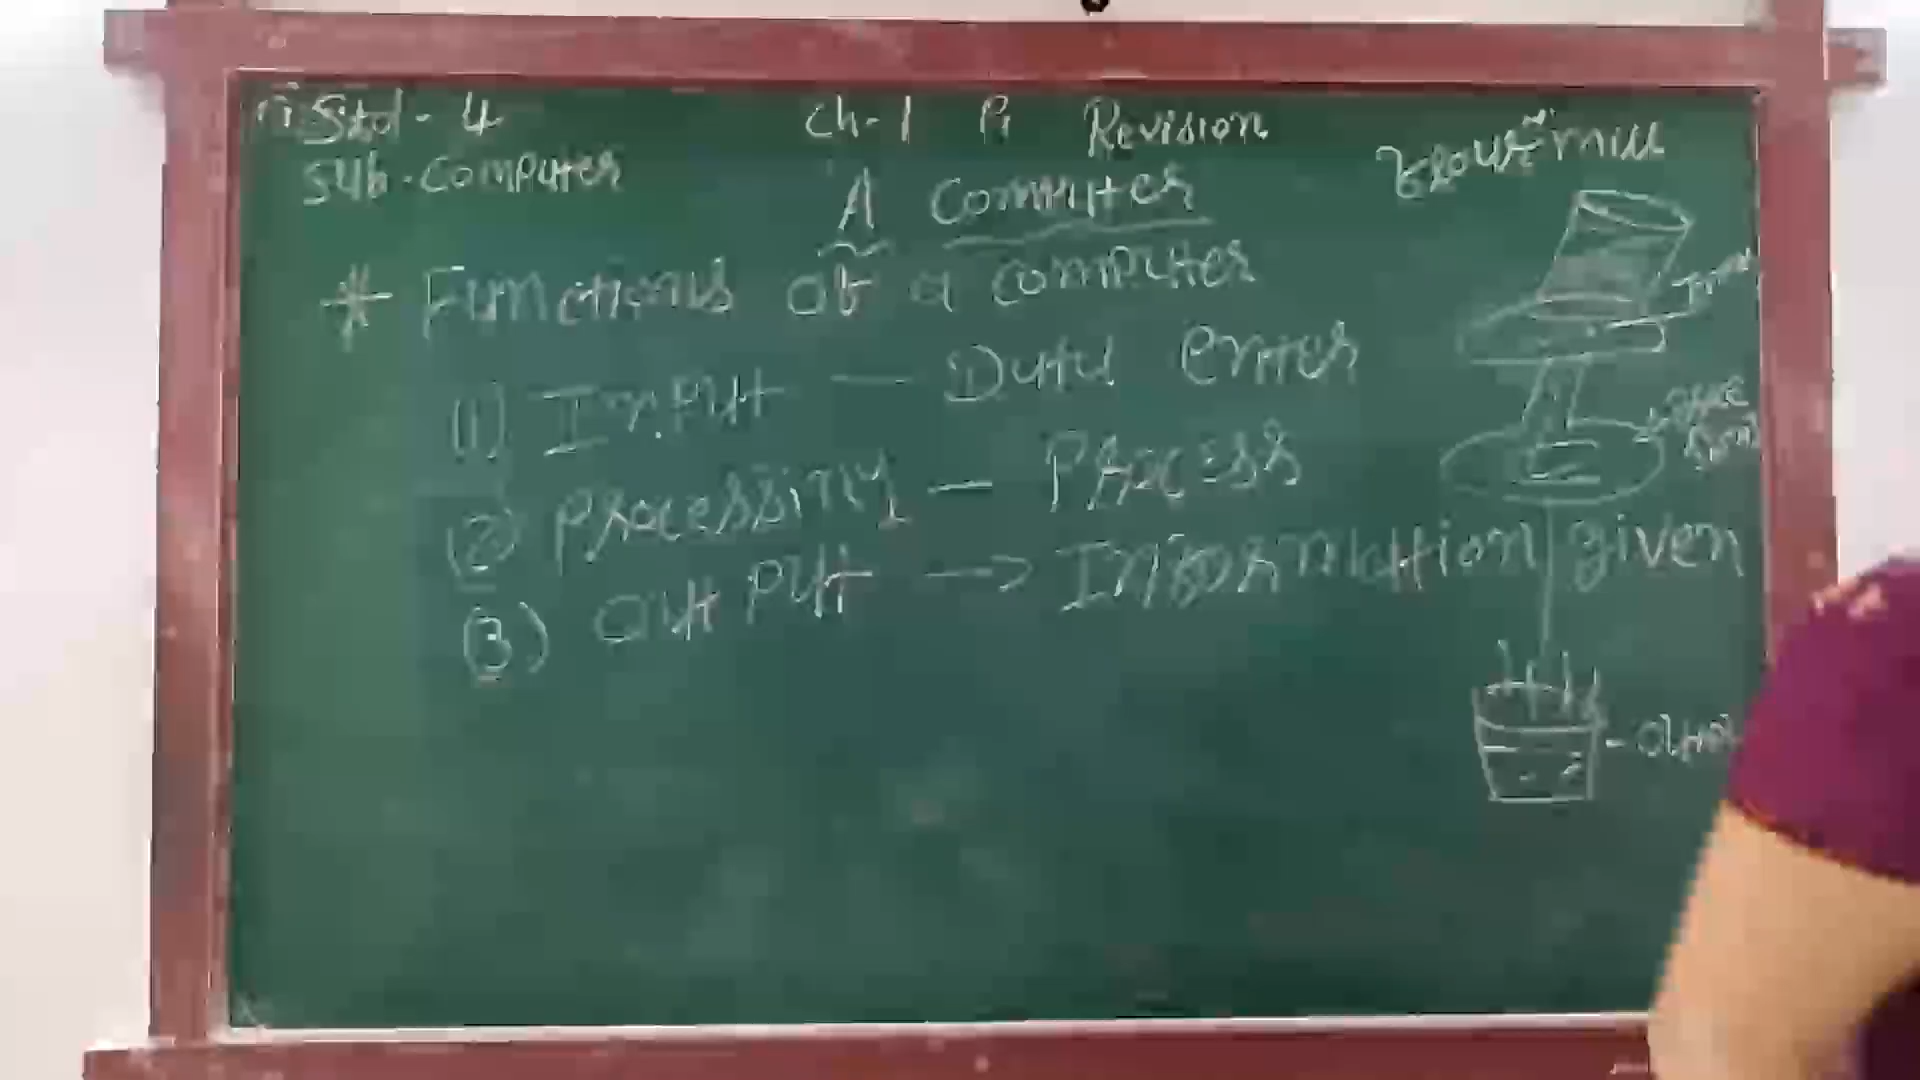 Std - 4
Sub - Computer
Ch-1
Revision
A Computer
* Functions of a computer
(1) Input — Data enter
(2) Processing — Process
(3) Output → Information given
Flour mill